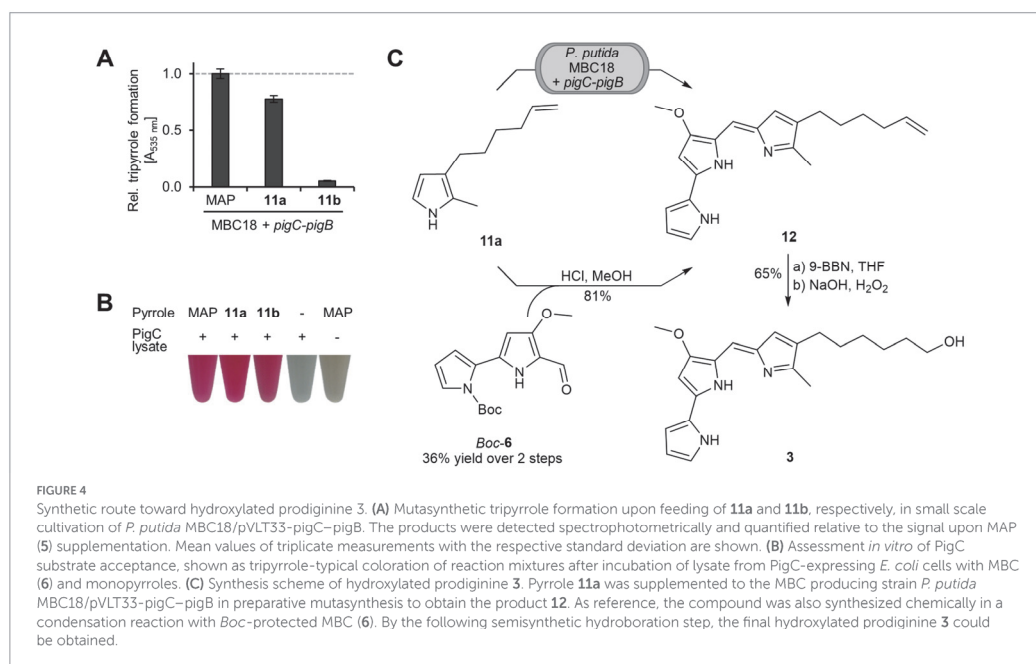 A
Rel. tripyrrole formation
[A535 nm]
1.0
0.5
0.0
MAP 11a 11b
MBC18 + pigC-pigB
B
Pyrrole MAP 11a 11b - MAP
PigC + + + + -
lysate
C
P. putida
MBC18
+ pigC-pigB
N
H
11a
O
NH
N
NH
12
HCl, MeOH
81%
65% a) 9-BBN, THF
b) NaOH, H2O2
O
N
H
O
N
Boc
Boc-6
36% yield over 2 steps
O
NH
N
OH
NH
3
FIGURE 4
Synthetic route toward hydroxylated prodiginine 3. (A) Mutasynthetic tripyrrole formation upon feeding of 11a and 11b, respectively, in small scale
cultivation of P. putida MBC18/pVLT33-pigC–pigB. The products were detected spectrophotometrically and quantified relative to the signal upon MAP
(5) supplementation. Mean values of triplicate measurements with the respective standard deviation are shown. (B) Assessment in vitro of PigC
substrate acceptance, shown as tripyrrole-typical coloration of reaction mixtures after incubation of lysate from PigC-expressing E. coli cells with MBC
(6) and monopyrroles. (C) Synthesis scheme of hydroxylated prodiginine 3. Pyrrole 11a was supplemented to the MBC producing strain P. putida
MBC18/pVLT33-pigC–pigB in preparative mutasynthesis to obtain the product 12. As reference, the compound was also synthesized chemically in a
condensation reaction with Boc-protected MBC (6). By the following semisynthetic hydroboration step, the final hydroxylated prodiginine 3 could
be obtained.